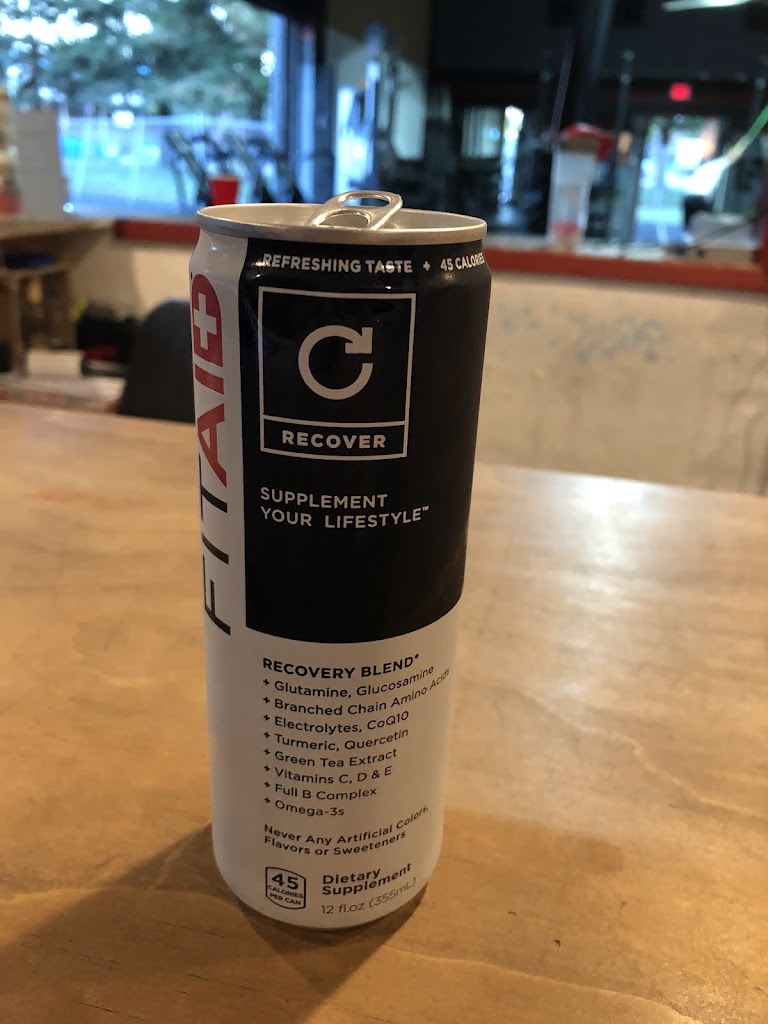 REFRESHING TASTE + 45 CALORIES
FITAID
RECOVER
SUPPLEMENT
YOUR LIFESTYLE™
RECOVERY BLEND*
+ Glutamine, Glucosamine
+ Branched Chain Amino Acids
+ Electrolytes, CoQ10
+ Turmeric, Quercetin
+ Green Tea Extract
+ Vitamins C, D & E
+ Full B Complex
+ Omega-3s
Never Any Artificial Colors,
Flavors or Sweeteners
45
CALORIES
PER CAN
Dietary
Supplement
12 fl.oz (355mL)